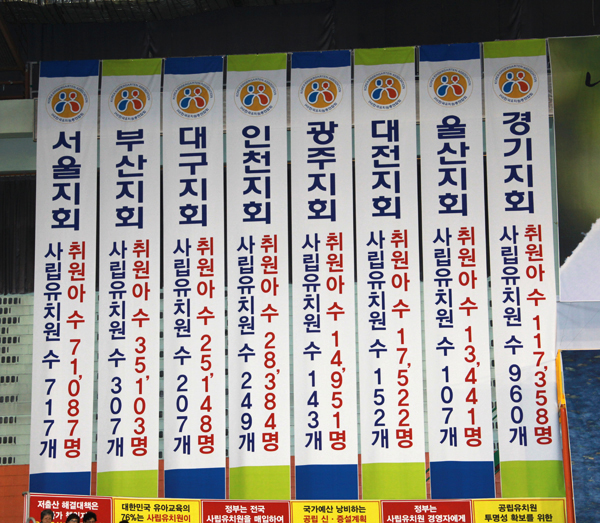 서울지회
취원아 수 71,087명
사립유치원 수 717개
부산지회
취원아 수 35,103명
사립유치원 수 307개
대구지회
취원아 수 25,148명
사립유치원 수 207개
인천지회
취원아 수 28,384명
사립유치원 수 249개
광주지회
취원아 수 14,951명
사립유치원 수 143개
대전지회
취원아 수 17,522명
사립유치원 수 152개
울산지회
취원아 수 13,441명
사립유치원 수 107개
경기지회
취원아 수 117,358명
사립유치원 수 960개
저출산 해결대책은
대한민국 유아교육의
76%는 사립유치원이
정부는 전국
사립유치원을 매입하여
국가예산 낭비하는
공립 신·증설계획
정부는
사립유치원 경영자에게
공립유치원
투명성 확보를 위한